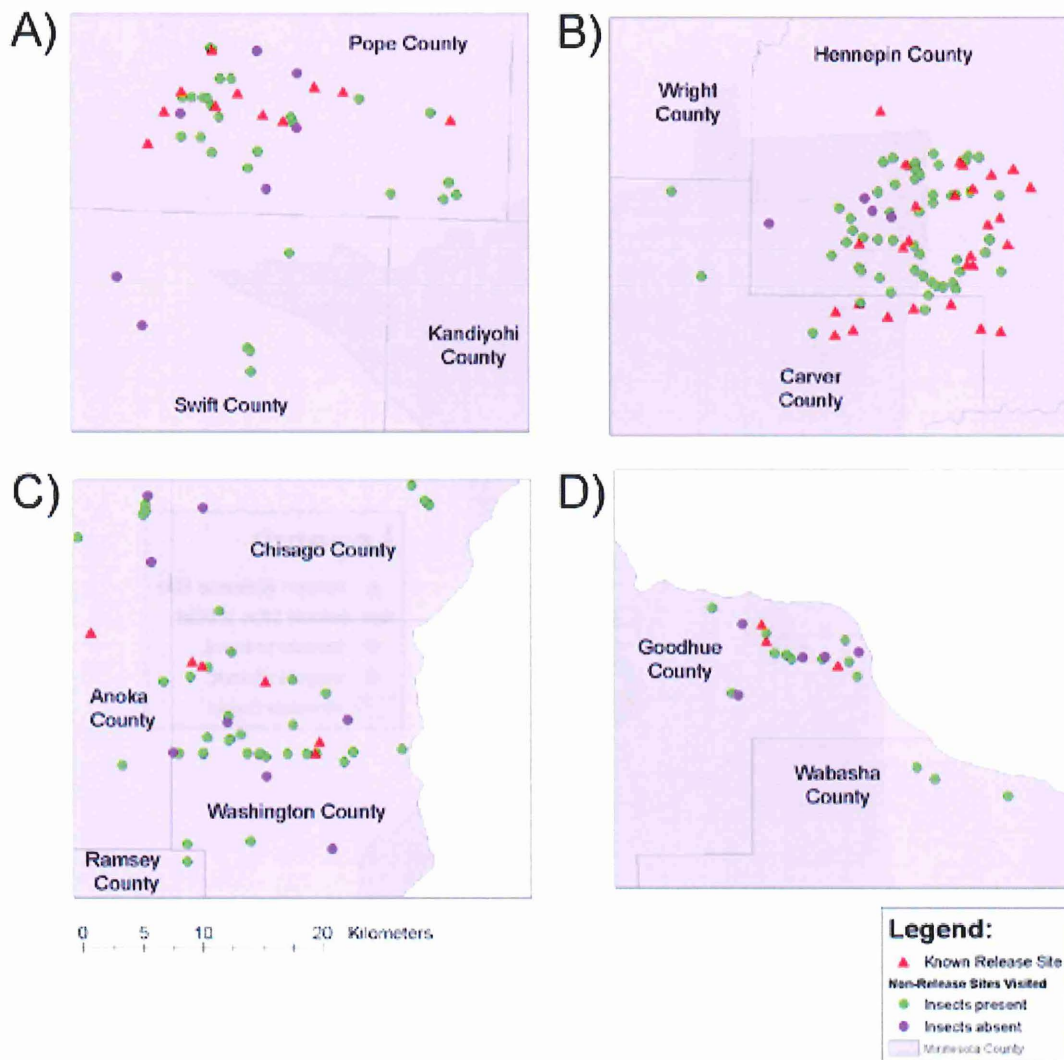 A)
Pope County
Kandiyohi
County
Swift County
B)
Hennepin County
Wright
County
Carver
County
C)
Chisago County
Anoka
County
Washington County
Ramsey
County
0 5 10 20 Kilometers
D)
Goodhue
County
Wabasha
County
Legend:
Known Release Site
Non-Release Sites Visited
Insects present
Insects absent
Minnesota County